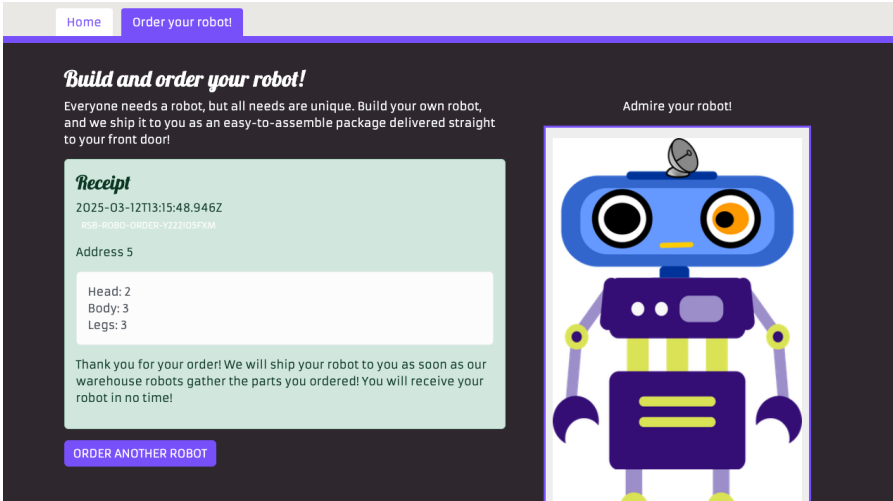 Home
Order your robot!
Build and order your robot!
Everyone needs a robot, but all needs are unique. Build your own robot,
and we ship it to you as an easy-to-assemble package delivered straight
to your front door!
Receipt
2025-03-12T13:15:48.946Z
RSB-ROBO-ORDER-Y222I05FXM
Address 5
Head: 2
Body: 3
Legs: 3
Thank you for your order! We will ship your robot to you as soon as our
warehouse robots gather the parts you ordered! You will receive your
robot in no time!
ORDER ANOTHER ROBOT
Admire your robot!